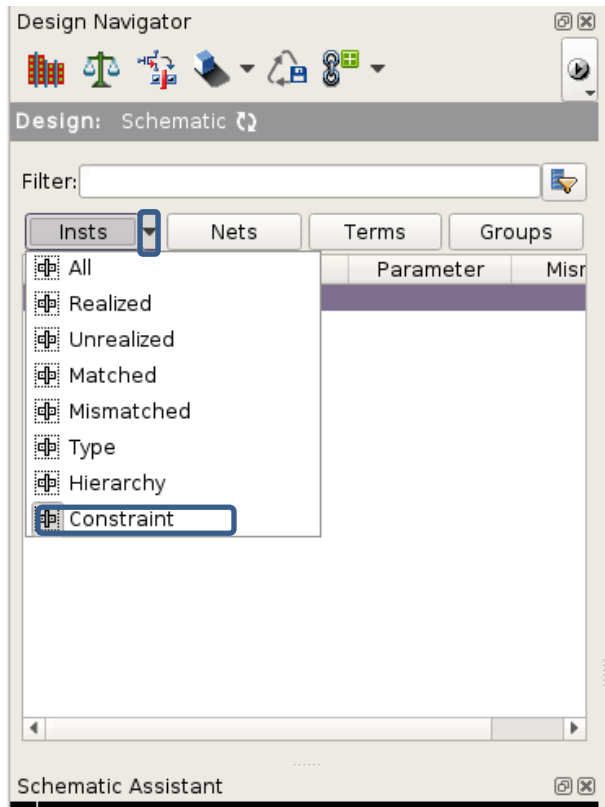 Design Navigator
Design: Schematic
Filter:
Insts Nets Terms Groups
Parameter
All
Realized
Unrealized
Matched
Mismatched
Type
Hierarchy
Constraint
Schematic Assistant